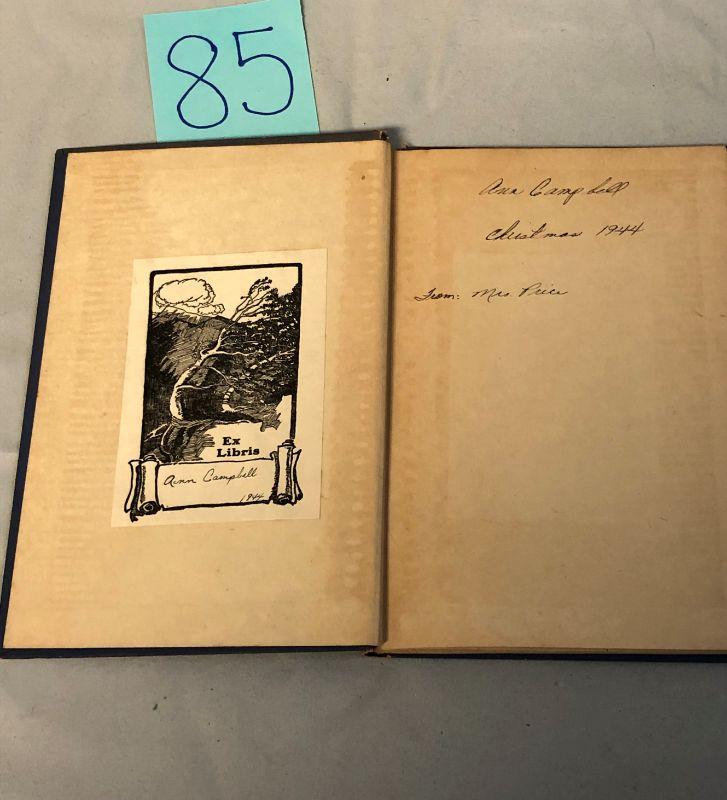 85
Ex
Libris
Ann Campbell
1944
Ann Campbell
Christmas 1944
From: Mrs. Price